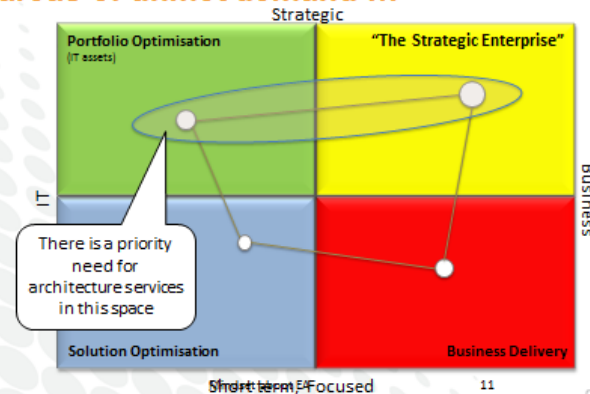 Strategic
Portfolio Optimisation
(IT assets)
"The Strategic Enterprise"
IT
Business
There is a priority
need for
architecture services
in this space
Solution Optimisation
Business Delivery
Short term, Focused
11